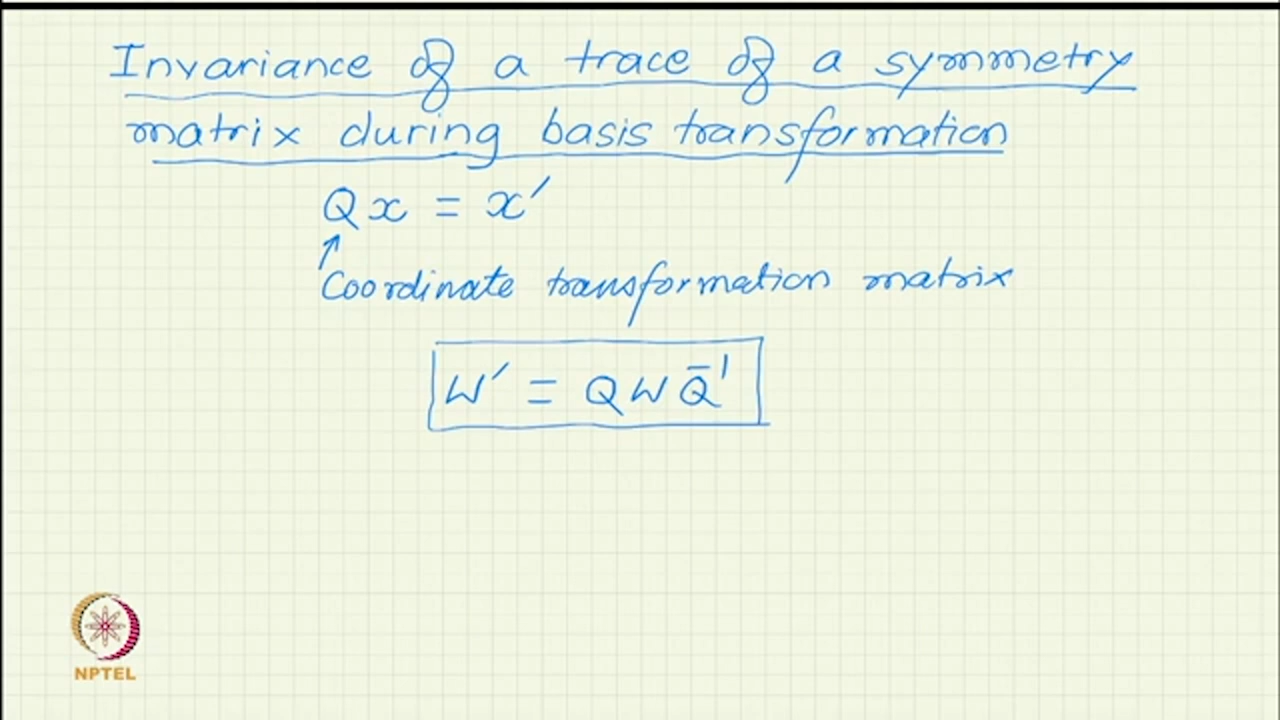 Invariance of a trace of a symmetry
matrix during basis transformation
Qx = x′
↑
Coordinate transformation matrix
W′ = QWQ⁻¹
NPTEL